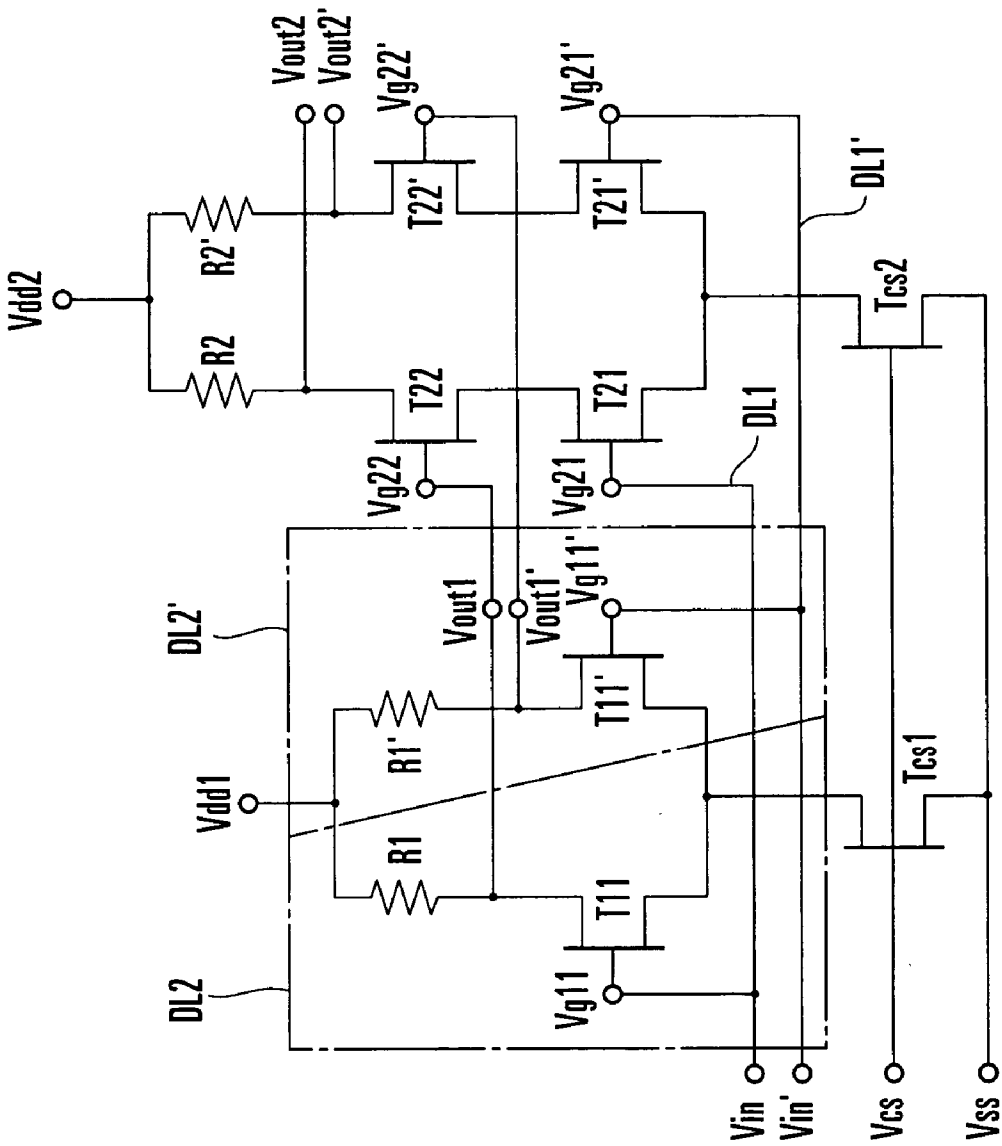 Vdd2
R2
R2'
Vout2
Vout2'
Vg22
T22
T22'
Vg22'
Vg21
T21
T21'
Vg21'
DL1
DL1'
Tcs2
DL2
DL2'
Vdd1
R1
R1'
Vout1
Vout1'
Vg11
T11
T11'
Vg11'
Tcs1
Vin
Vin'
Vcs
Vss